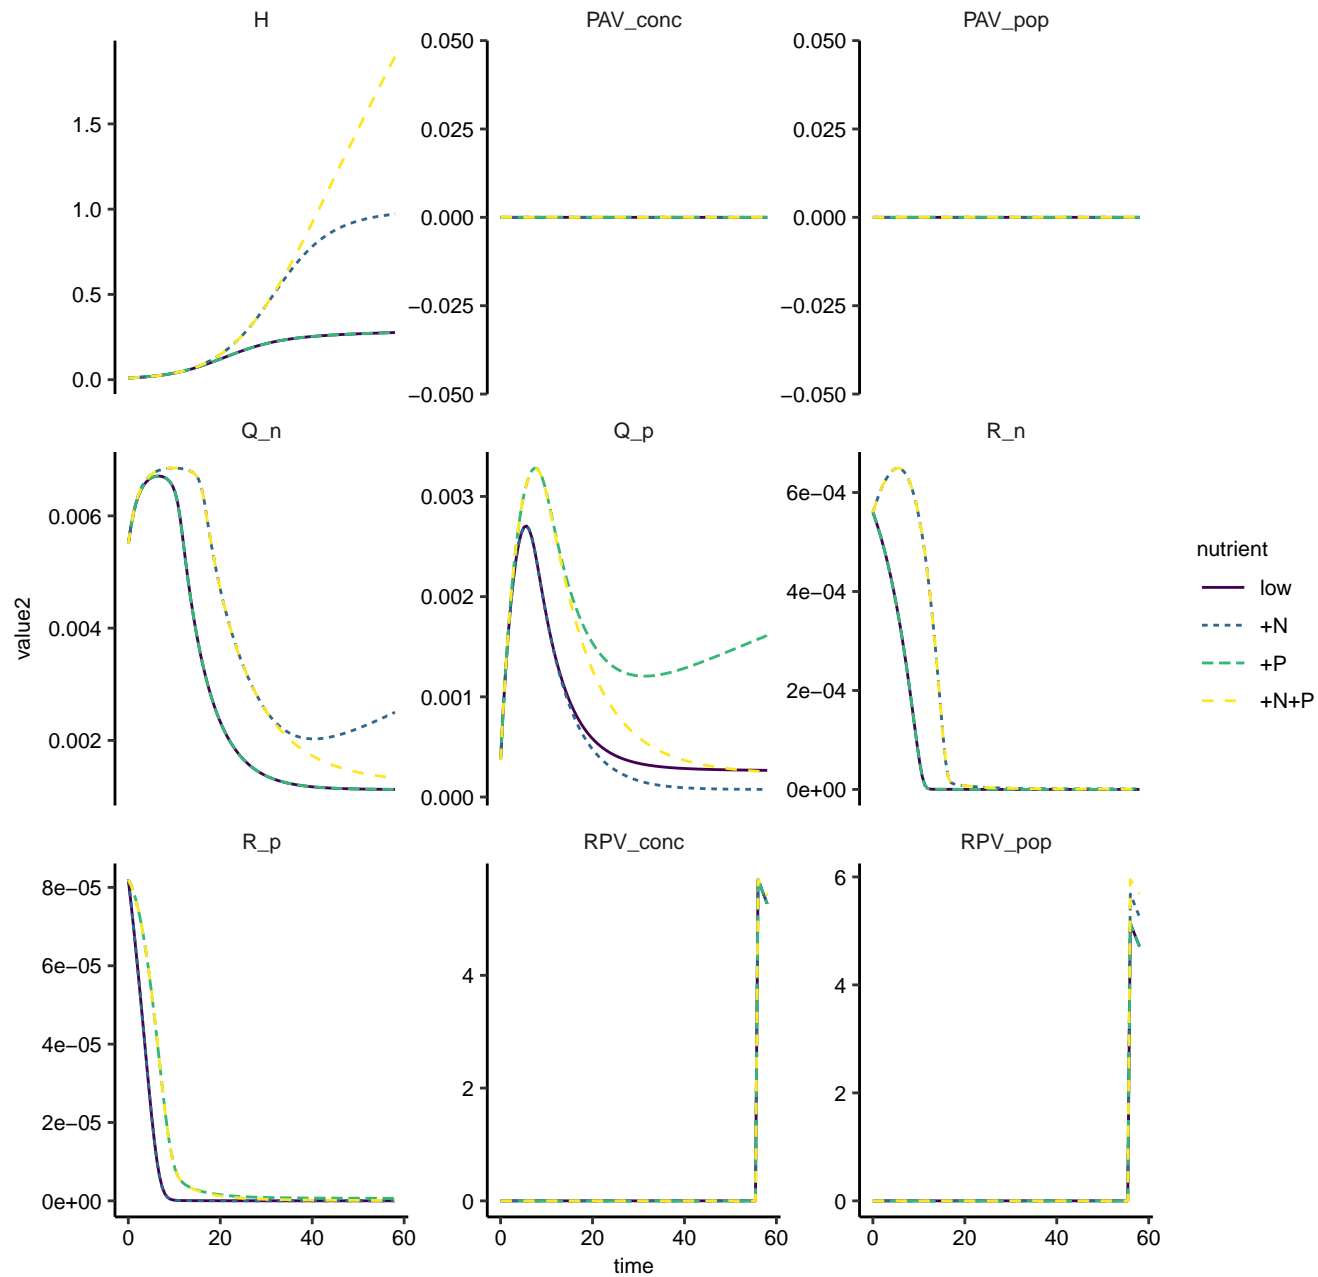 H PAV_conc PAV_pop
1.5
1.0
0.5
0.0
0.050
0.025
0.000
−0.025
−0.050
0.050
0.025
0.000
−0.025
−0.050
Q_n Q_p R_n
0.006
0.004
0.002
0.003
0.002
0.001
0.000
6e−04
4e−04
2e−04
0e+00
R_p RPV_conc RPV_pop
8e−05
6e−05
4e−05
2e−05
0e+00
4
2
0
6
4
2
0
0 20 40 60
0 20 40 60
0 20 40 60
time
value2
nutrient
low
+N
+P
+N+P